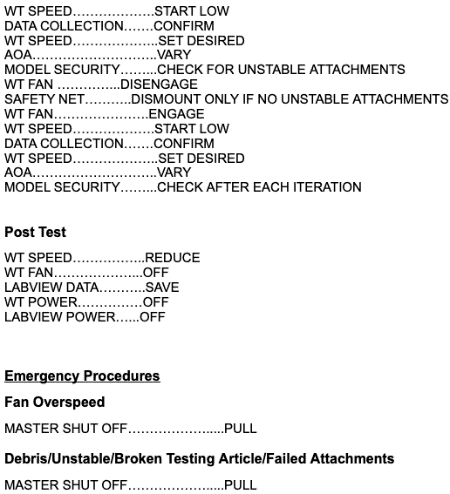 WT SPEED...................START LOW
DATA COLLECTION.......CONFIRM
WT SPEED....................SET DESIRED
AOA.............................VARY
MODEL SECURITY.........CHECK FOR UNSTABLE ATTACHMENTS
WT FAN ...............DISENGAGE
SAFETY NET...........DISMOUNT ONLY IF NO UNSTABLE ATTACHMENTS
WT FAN......................ENGAGE
WT SPEED...................START LOW
DATA COLLECTION.......CONFIRM
WT SPEED....................SET DESIRED
AOA.............................VARY
MODEL SECURITY.........CHECK AFTER EACH ITERATION
Post Test
WT SPEED.................REDUCE
WT FAN.....................OFF
LABVIEW DATA...........SAVE
WT POWER...............OFF
LABVIEW POWER......OFF
Emergency Procedures
Fan Overspeed
MASTER SHUT OFF.......................PULL
Debris/Unstable/Broken Testing Article/Failed Attachments
MASTER SHUT OFF.......................PULL